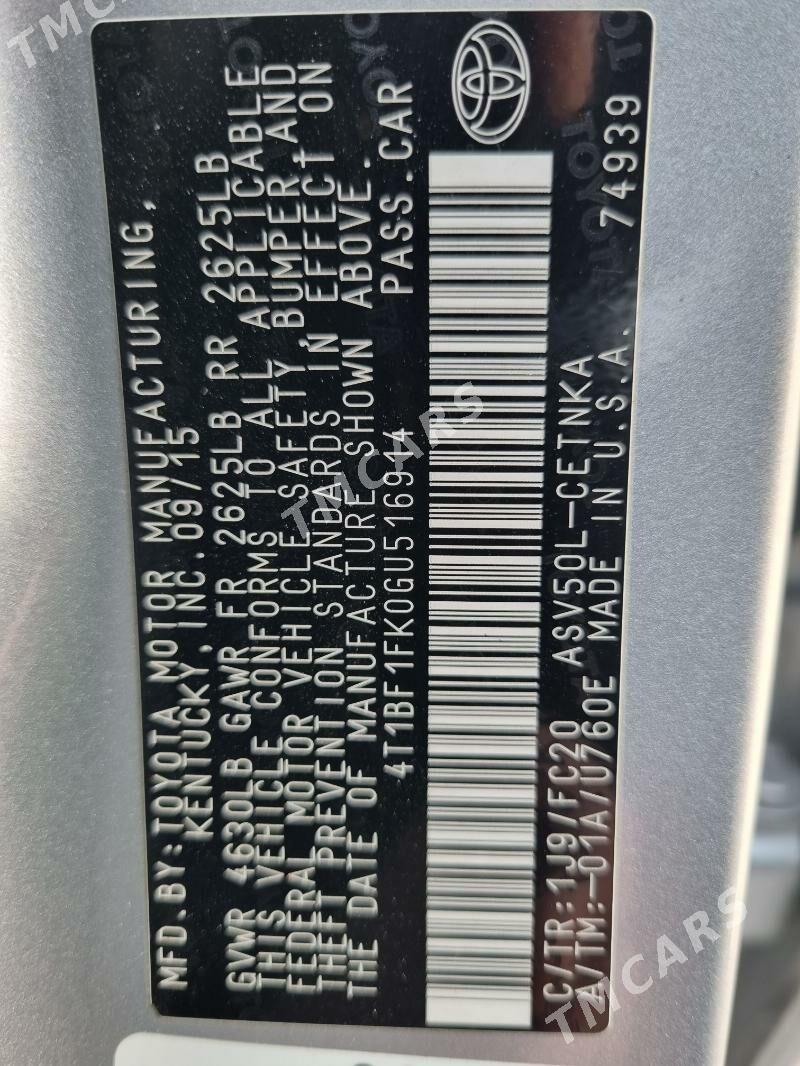 MFD.BY:TOYOTA MOTOR MANUFACTURING,
KENTUCKY, INC.09/15
GVWR 4630LB GAWR FR 2625LB RR 2625LB
THIS VEHICLE CONFORMS TO ALL APPLICABLE
FEDERAL MOTOR VEHICLE SAFETY, BUMPER, AND
THEFT PREVENTION STANDARDS IN EFFECT ON
THE DATE OF MANUFACTURE SHOWN ABOVE.
4T1BF1FK0GU516914 PASS.CAR
C/TR:1J9/FC20 ASV50L-CETNKA 74939
A/TM:-01A/U760E MADE IN U.S.A.
TMCARS
TMCARS
TMCARS
TOYOTA
TOYOTA